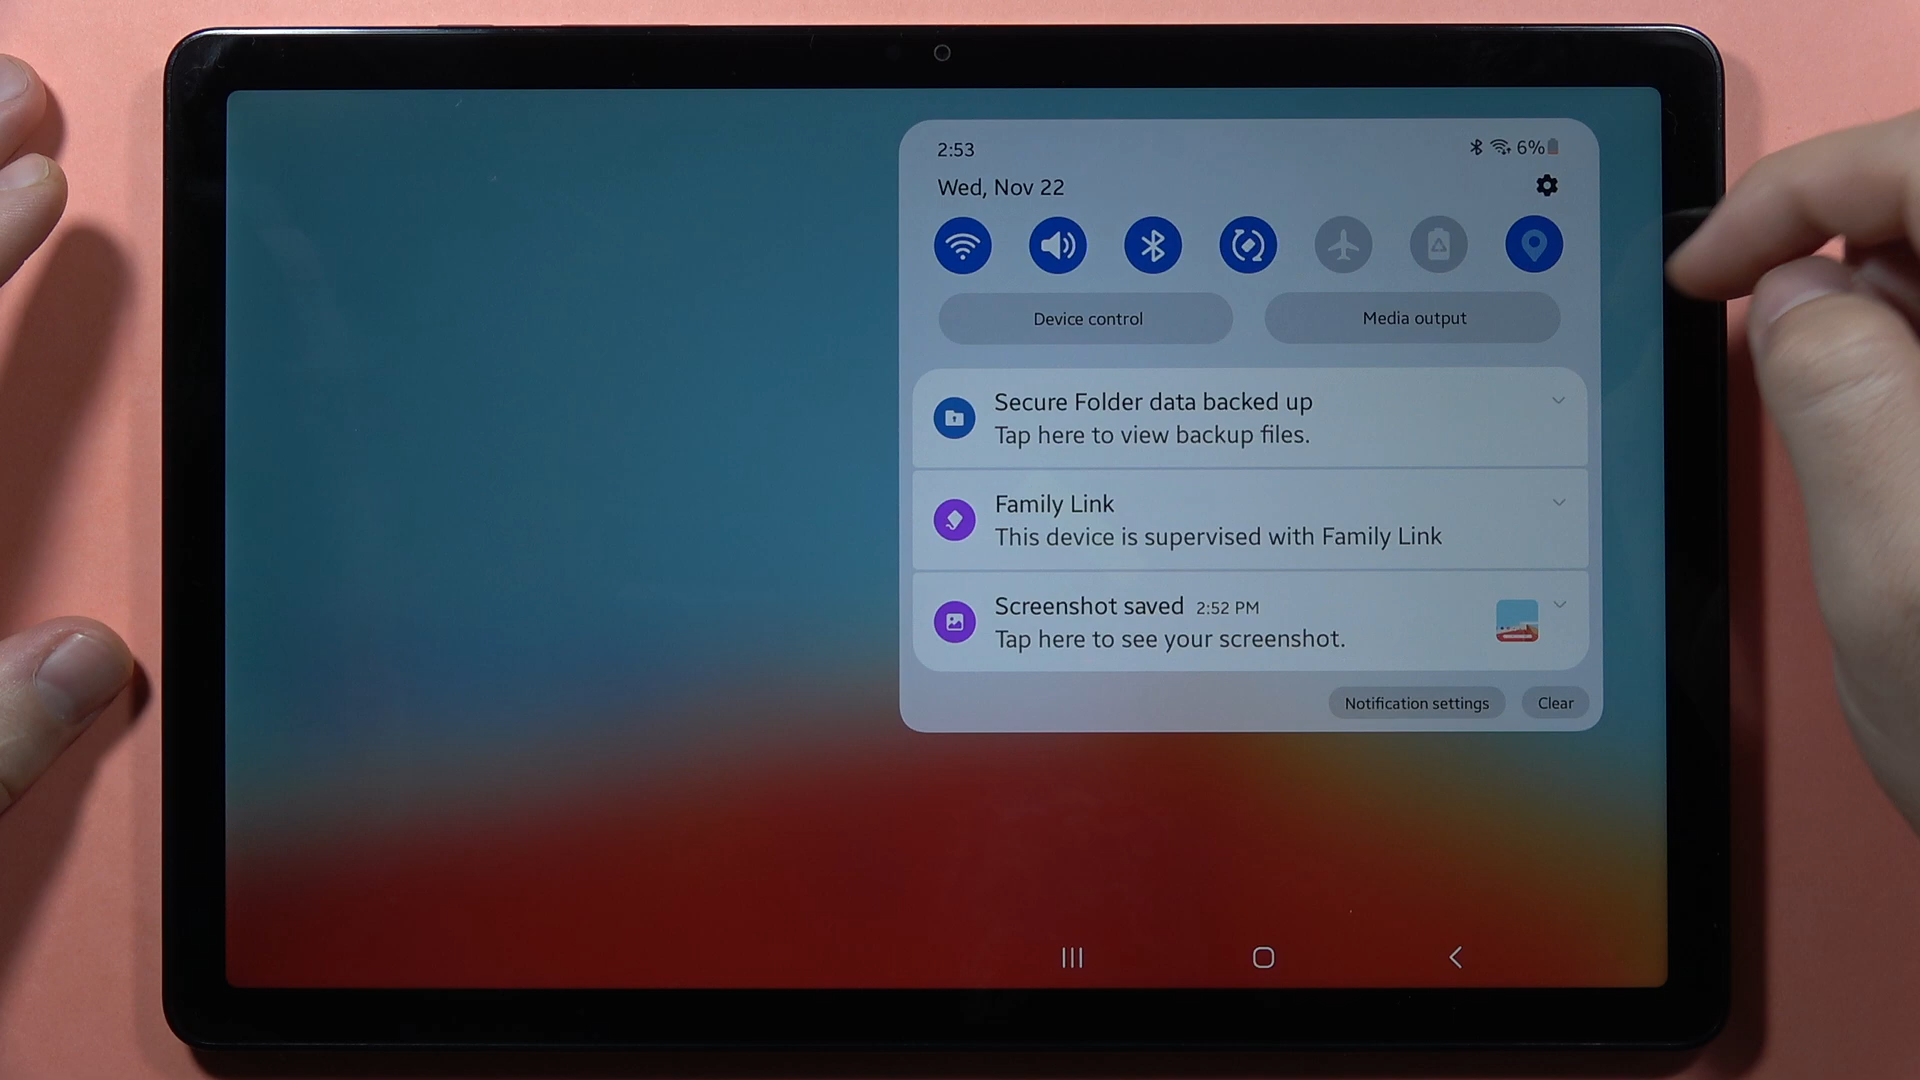 2:53
6%
Wed, Nov 22
Device control
Media output
Secure Folder data backed up
Tap here to view backup files.
Family Link
This device is supervised with Family Link
Screenshot saved 2:52 PM
Tap here to see your screenshot.
Notification settings
Clear